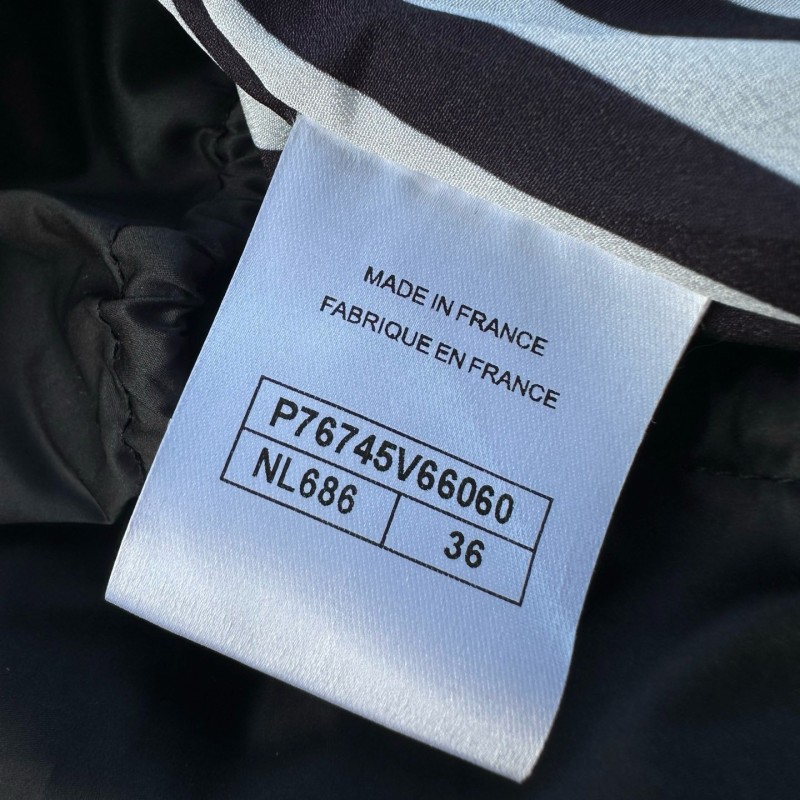 MADE IN FRANCE
FABRIQUE EN FRANCE
P76745V66060
NL686 36